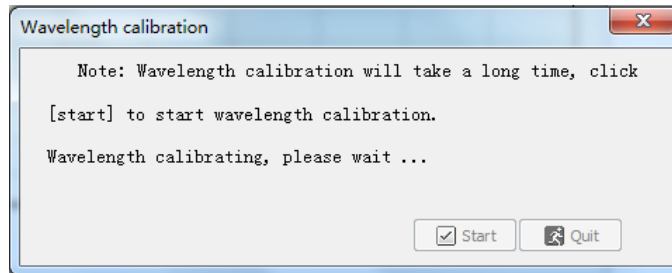 Wavelength calibration
Note: Wavelength calibration will take a long time, click
[start] to start wavelength calibration.
Wavelength calibrating, please wait ...
Start Quit